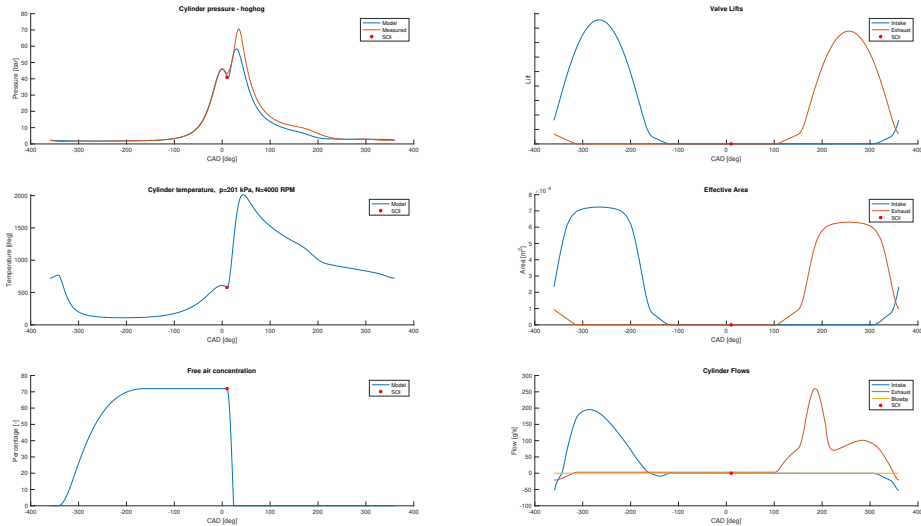 Cylinder pressure - hoghog
80
70
60
50
40
30
20
10
0
Pressure [bar]
-400 -300 -200 -100 0 100 200 300 400
CAD [deg]
Model
Measured
SOI
Valve Lifts
Lift
-400 -300 -200 -100 0 100 200 300 400
CAD [deg]
Intake
Exhaust
SOI
Cylinder temperature, p=201 kPa, N=4000 RPM
2000
1500
1000
500
0
Temperature [deg]
-400 -300 -200 -100 0 100 200 300 400
CAD [deg]
Model
SOI
Effective Area
8
7
6
5
4
3
2
1
0
Area [m²]
-400 -300 -200 -100 0 100 200 300 400
CAD [deg]
Intake
Exhaust
SOI
Free air concentration
80
70
60
50
40
30
20
10
0
Percentage [-]
-400 -300 -200 -100 0 100 200 300 400
CAD [deg]
Model
SOI
Cylinder Flows
300
250
200
150
100
50
0
-50
-100
Flow [g/s]
-400 -300 -200 -100 0 100 200 300 400
CAD [deg]
Intake
Exhaust
Blowby
SOI